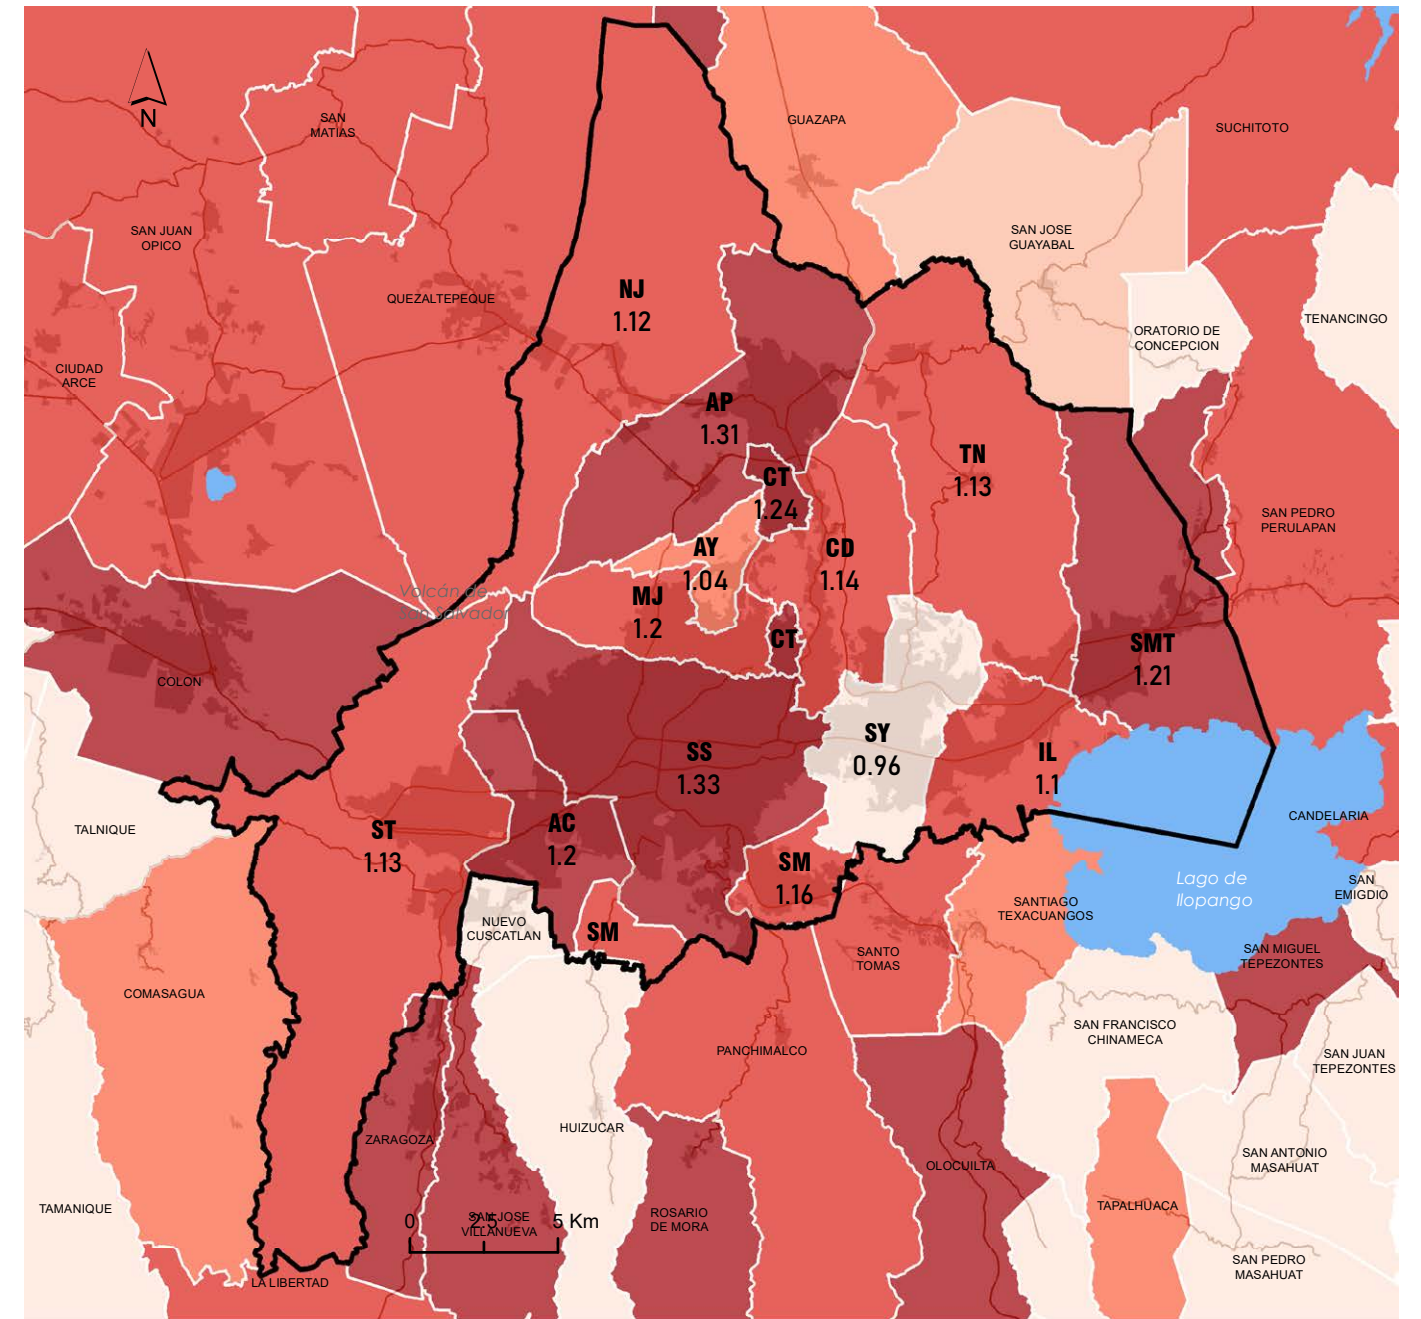 N
SAN
MATIAS
GUAZAPA
SUCHITOTO
SAN JUAN
OPICO
SAN JOSE
GUAYABAL
QUEZALTEPEQUE
NJ
1.12
ORATORIO DE
CONCEPCION
TENANCINGO
CIUDAD
ARCE
AP
1.31
TN
1.13
CT
1.24
SAN PEDRO
PERULAPAN
AY
1.04
CD
1.14
Volcán de
San Salvador
MJ
1.2
CT
SMT
1.21
COLON
SY
0.96
SS
1.33
IL
1.1
TALNIQUE
ST
1.13
AC
1.2
CANDELARIA
SM
1.16
Lago de
Ilopango
SAN
EMIGDIO
SANTIAGO
TEXACUANGOS
NUEVO
CUSCATLAN
SM
SANTO
TOMAS
SAN MIGUEL
TEPEZONTES
COMASAGUA
SAN FRANCISCO
CHINAMECA
PANCHIMALCO
SAN JUAN
TEPEZONTES
ZARAGOZA
HUIZUCAR
OLOCUILTA
SAN ANTONIO
MASAHUAT
TAMANIQUE
SAN JOSE
VILLANUEVA
0 2.5 5 Km
ROSARIO
DE MORA
TAPALHUACA
SAN PEDRO
MASAHUAT
LA LIBERTAD